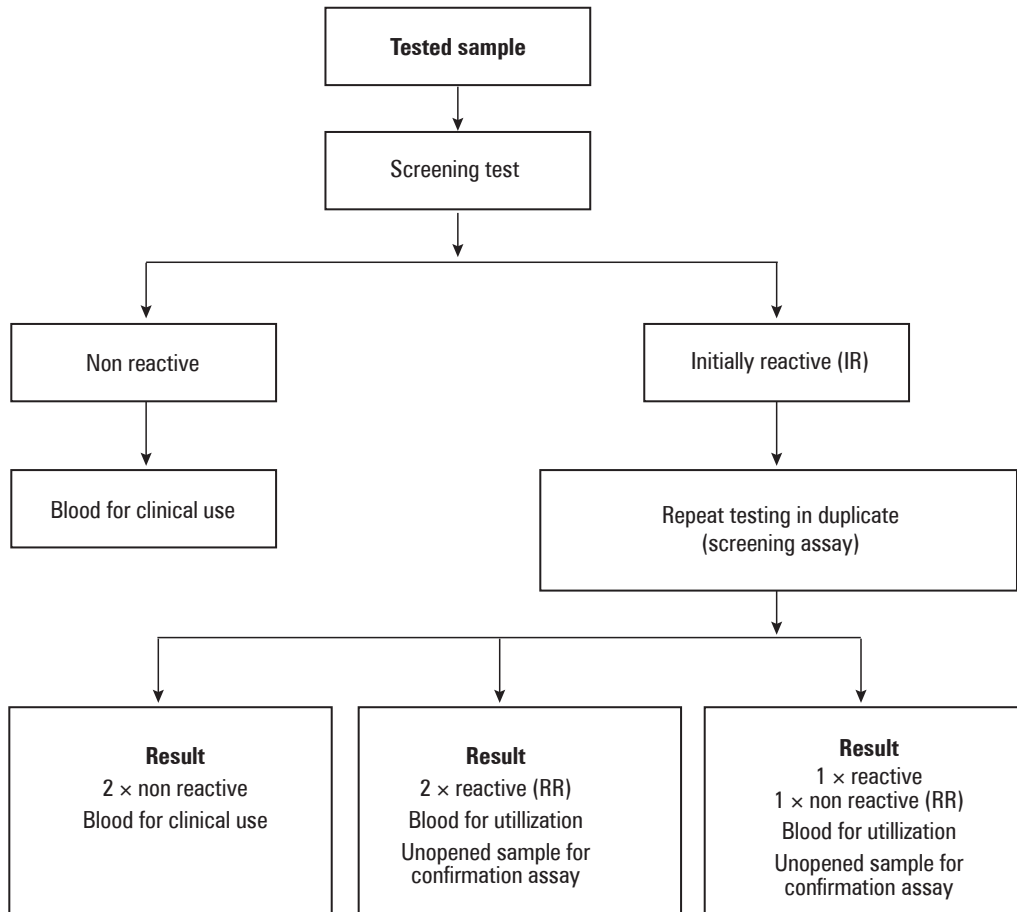 Tested sample
Screening test
Non reactive
Initially reactive (IR)
Blood for clinical use
Repeat testing in duplicate
(screening assay)
Result
2 × non reactive
Blood for clinical use
Result
2 × reactive (RR)
Blood for utillization
Unopened sample for
confirmation assay
Result
1 × reactive
1 × non reactive (RR)
Blood for utillization
Unopened sample for
confirmation assay